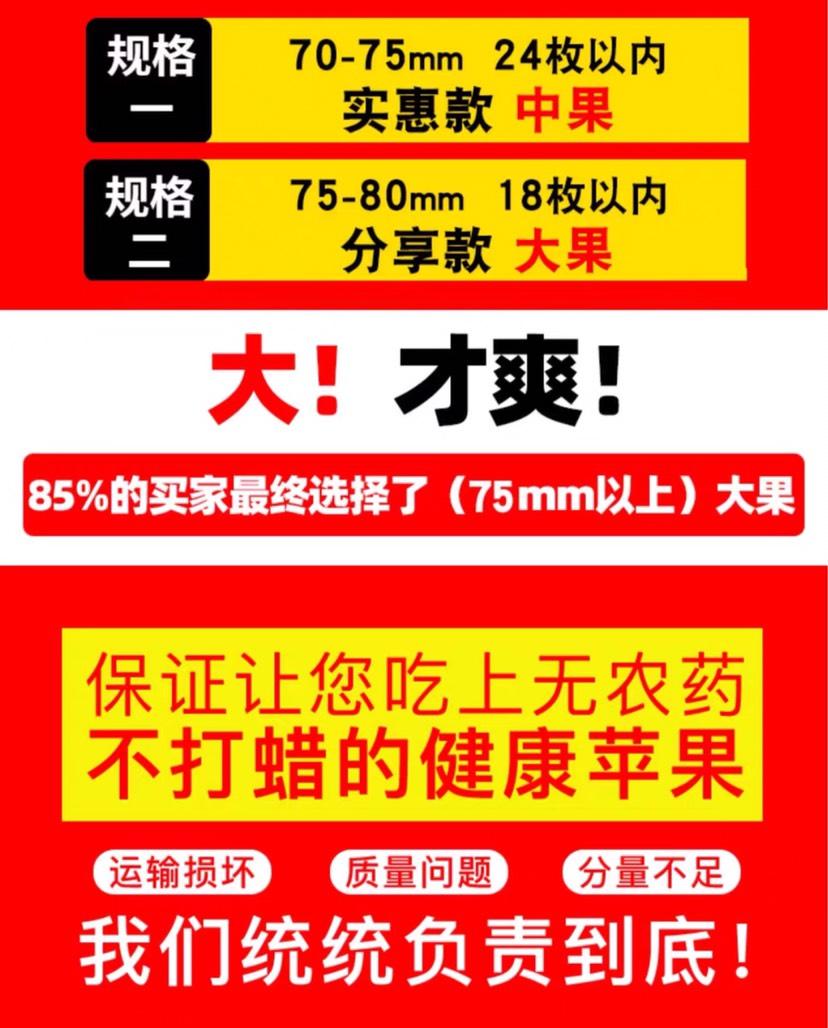 规格
一
70-75mm 24枚以内
实惠款 中果
规格
二
75-80mm 18枚以内
分享款 大果
大！才爽！
85%的买家最终选择了（75mm以上）大果
保证让您吃上无农药
不打蜡的健康苹果
运输损坏 质量问题 分量不足
我们统统负责到底！